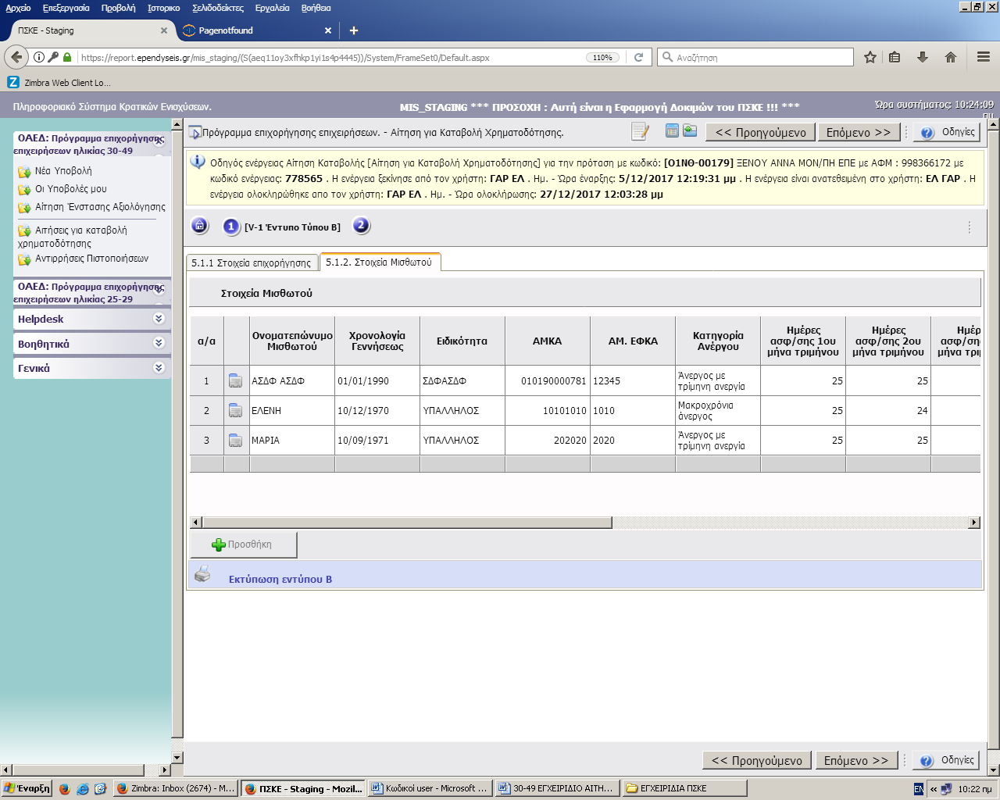 Αρχείο Επεξεργασία Προβολή Ιστορικο Σελιδοδείκτες Εργαλεία Βοήθεια
ΠΣΚΕ - Staging
Pagenotfound
https://report.ependyseis.gr/mis_staging/(S(aeq11oy3xfhkp1yi1s4p4445))/System/FrameSet0/Default.aspx
110%
Αναζήτηση
Zimbra Web Client Lo...
Πληροφοριακό Σύστημα Κρατικών Ενισχύσεων.
MIS_STAGING *** ΠΡΟΣΟΧΗ : Αυτή είναι η Εφαρμογή Δοκιμών του ΠΣΚΕ !!! ***
Ώρα συστήματος: 10:24:09 πμ
ΟΑΕΔ: Πρόγραμμα επιχορήγησης
επιχειρήσεων ηλικίας 30-49
Νέα Υποβολή
Οι Υποβολές μου
Αίτηση Ένστασης Αξιολόγησης
Αιτήσεις για καταβολή
χρηματοδότησης
Αντιρρήσεις Πιστοποιήσεων
ΟΑΕΔ: Πρόγραμμα επιχορήγησης
επιχειρήσεων ηλικίας 25-29
Helpdesk
Βοηθητικά
Γενικά
Πρόγραμμα επιχορήγησης επιχειρήσεων. - Αίτηση για Καταβολή Χρηματοδότησης.
<< Προηγούμενο
Επόμενο >>
Οδηγίες
Οδηγός ενέργειας Αίτηση Καταβολής [Αίτηση για Καταβολή Χρηματοδότησης] για την πρόταση με κωδικό: [Ο1ΝΘ-00179] ΞΕΝΟΥ ΑΝΝΑ ΜΟΝ/ΠΗ ΕΠΕ με ΑΦΜ : 998366172 με
κωδικό ενέργειας: 778565 . Η ενέργεια ξεκίνησε από τον χρήστη: ΓΑΡ ΕΛ . Ημ. - Ώρα έναρξης: 5/12/2017 12:19:31 μμ . Η ενέργεια είναι ανατεθειμένη στο χρήστη: ΕΛ ΓΑΡ . Η
ενέργεια ολοκληρώθηκε απο τον χρήστη: ΓΑΡ ΕΛ . Ημ. - Ώρα ολοκλήρωσης: 27/12/2017 12:03:28 μμ
1 [V-1 Έντυπο Τύπου Β] 2
5.1.1 Στοιχεία επιχορήγησης
5.1.2. Στοιχεία Μισθωτού
Στοιχεία Μισθωτού
α/α Ονοματεπώνυμο Μισθωτού Χρονολογία Γεννήσεως Ειδικότητα ΑΜΚΑ ΑΜ. ΕΦΚΑ Κατηγορία Ανέργου Ημέρες ασφ/σης 1ου μήνα τριμήνου Ημέρες ασφ/σης 2ου μήνα τριμήνου
1 ΑΣΔΦ ΑΣΔΦ 01/01/1990 ΣΔΦΑΣΔΦ 010190000781 12345 Άνεργος με τρίμηνη ανεργία 25 25
2 ΕΛΕΝΗ 10/12/1970 ΥΠΑΛΛΗΛΟΣ 10101010 1010 Μακροχρόνια άνεργος 25 24
3 ΜΑΡΙΑ 10/09/1971 ΥΠΑΛΛΗΛΟΣ 202020 2020 Άνεργος με τρίμηνη ανεργία 25 25
Προσθήκη
Εκτύπωση εντύπου Β
<< Προηγούμενο
Επόμενο >>
Οδηγίες
Έναρξη
Zimbra: Inbox (2674) - M...
ΠΣΚΕ - Staging - Mozil...
Κωδικοί user - Microsoft ...
30-49 ΕΓΧΕΙΡΙΔΙΟ ΑΙΤΗ...
ΕΓΧΕΙΡΙΔΙΑ ΠΣΚΕ
EN
10:22 πμ